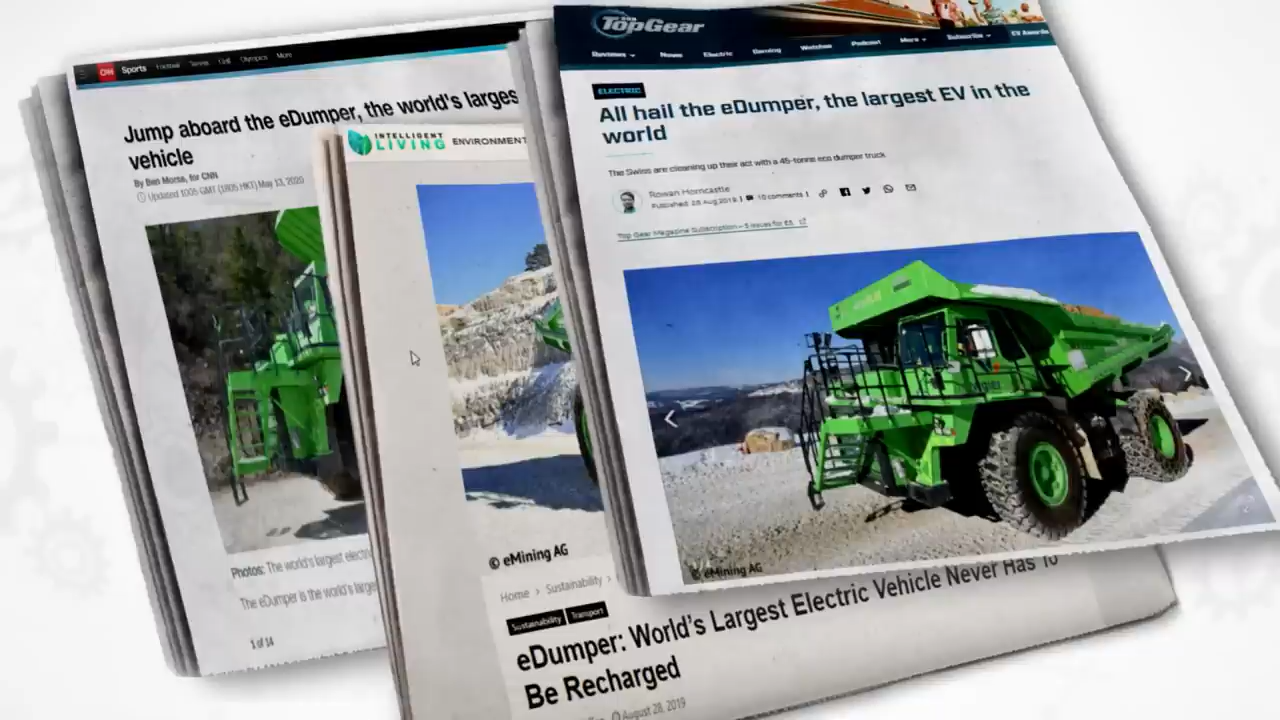 CNN Sports Football Tennis Golf Olympics More
Jump aboard the eDumper, the world's larges
vehicle
By Ben Morse, for CNN
Updated 1005 GMT (1805 HKT) May 13, 2020
Photos: The world's largest electric
The eDumper is the world's large
1 of 14
INTELLIGENT
LIVING
ENVIRONMENT
© eMining AG
Home > Sustainability >
Sustainability Transport
eDumper: World's Largest Electric Vehicle Never Has To
Be Recharged
August 28, 2019
TopGear
Reviews News Electric Gaming Watches Podcast More Subscribe EV Awards
ELECTRIC
All hail the eDumper, the largest EV in the
world
The Swiss are cleaning up their act with a 45-tonne eco dumper truck
Rowan Horncastle
Published: 20 Aug 2019 | 10 comments |
Top Gear Magazine Subscription – 5 issues for £5
© eMining AG